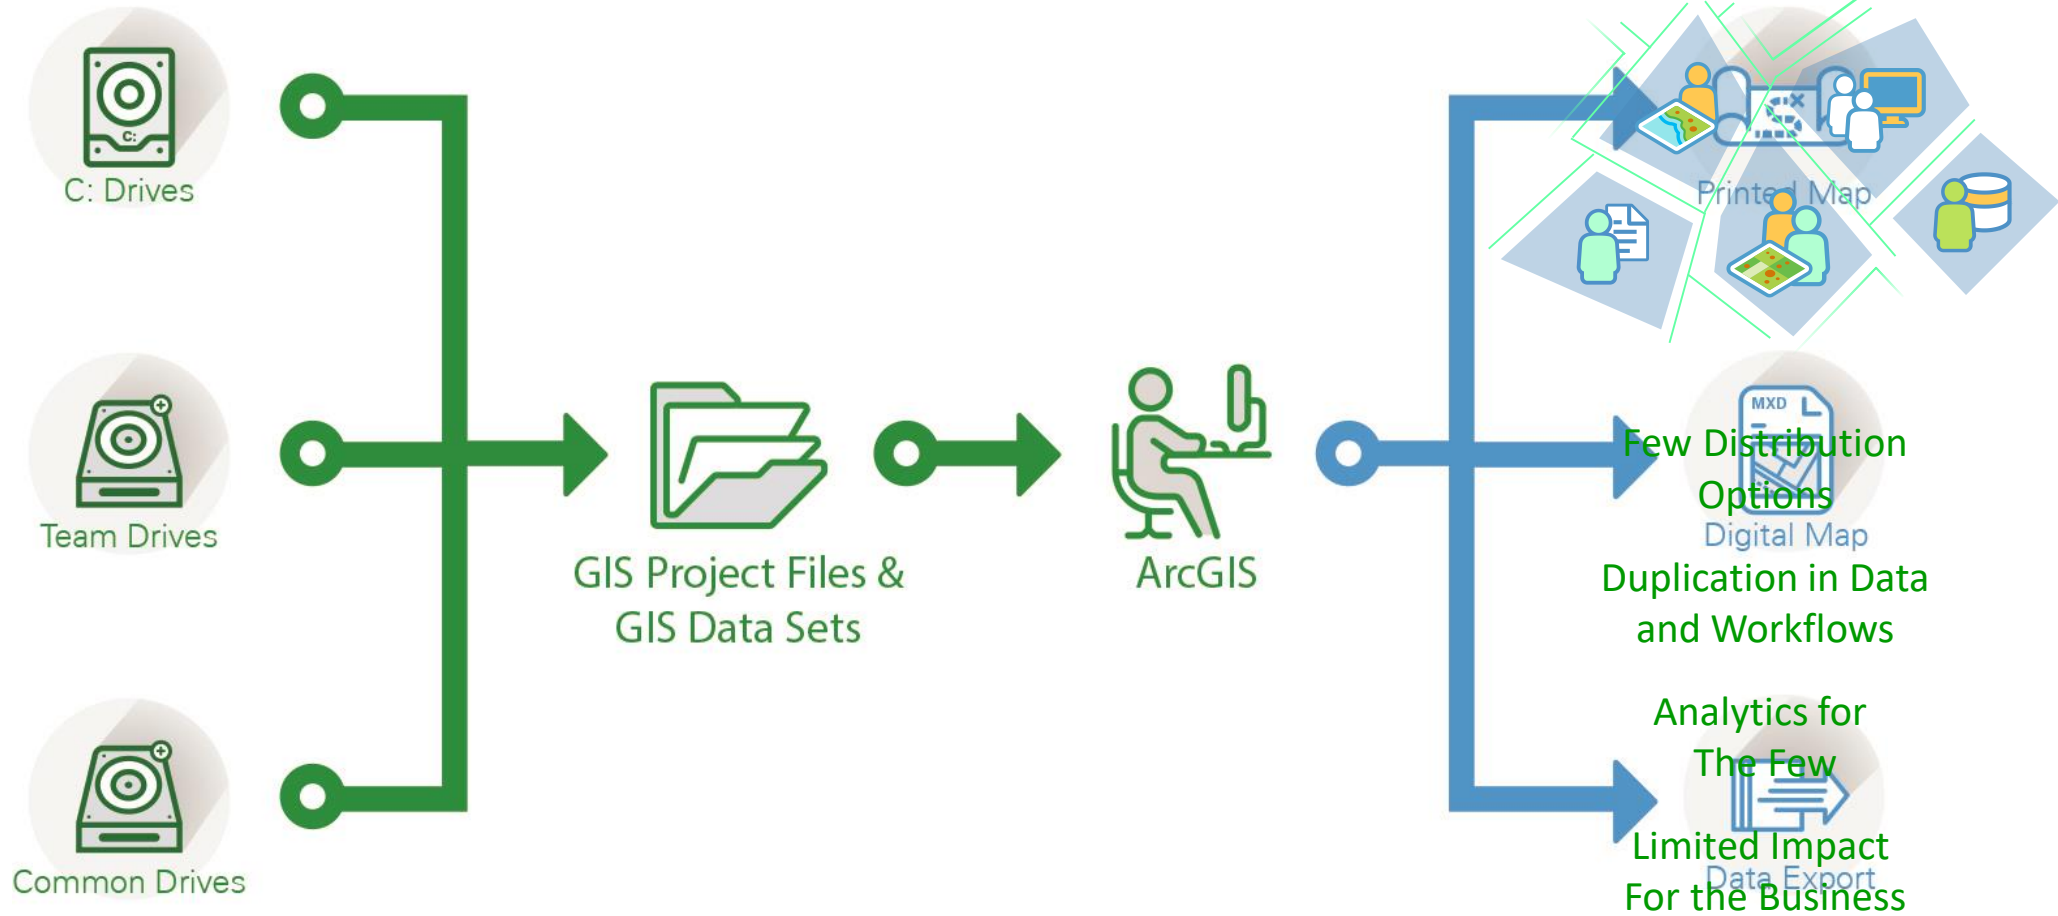 C:
C: Drives
Team Drives
Common Drives
GIS Project Files &
GIS Data Sets
ArcGIS
Printed Map
MXD
Digital Map
Data Export
Few Distribution
Options
Duplication in Data
and Workflows
Analytics for
The Few
Limited Impact
For the Business